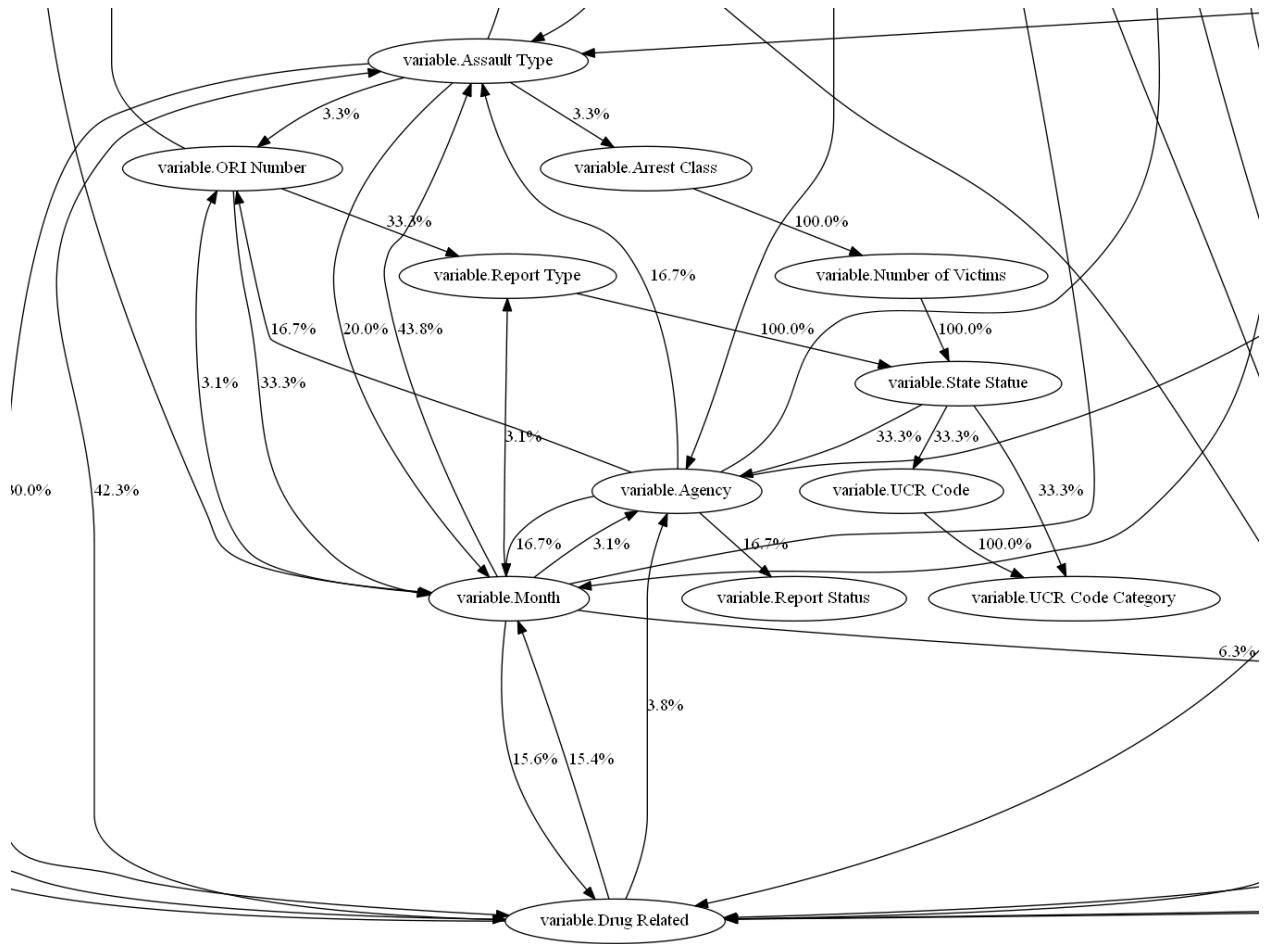 variable.Assault Type
3.3%
3.3%
variable.ORI Number
variable.Arrest Class
33.3%
100.0%
variable.Report Type
16.7%
variable.Number of Victims
16.7%
20.0%
43.8%
100.0%
100.0%
3.1%
33.3%
variable.State Statue
3.1%
33.3%
33.3%
42.3%
variable.Agency
variable.UCR Code
33.3%
16.7%
3.1%
16.7%
100.0%
variable.Month
variable.Report Status
variable.UCR Code Category
6.3%
3.8%
15.6%
15.4%
variable.Drug Related